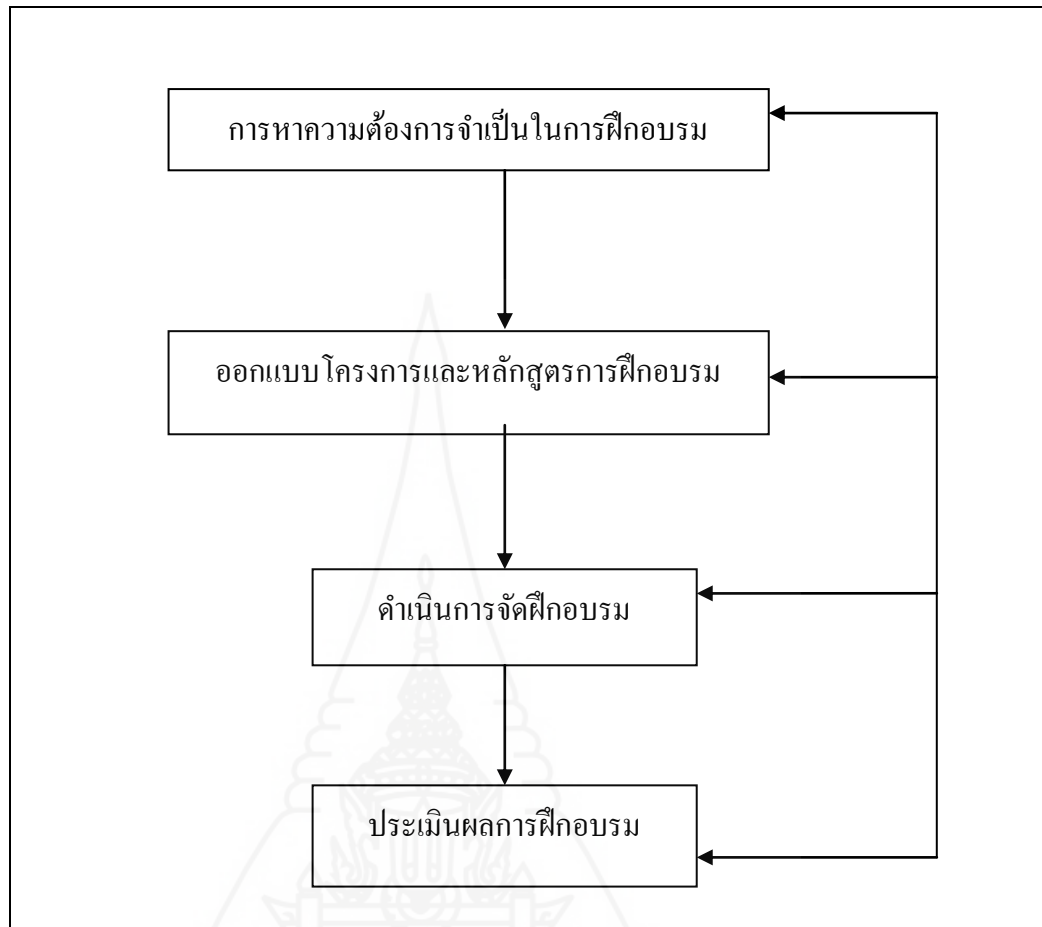 การหาความต้องการจำเป็นในการฝึกอบรม
ออกแบบโครงการและหลักสูตรการฝึกอบรม
ดำเนินการจัดฝึกอบรม
ประเมินผลการฝึกอบรม